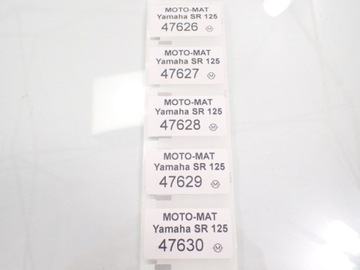 MOTO-MAT
Yamaha SR 125
47626 M
MOTO-MAT
Yamaha SR 125
47627 M
MOTO-MAT
Yamaha SR 125
47628 M
MOTO-MAT
Yamaha SR 125
47629 M
MOTO-MAT
Yamaha SR 125
47630 M